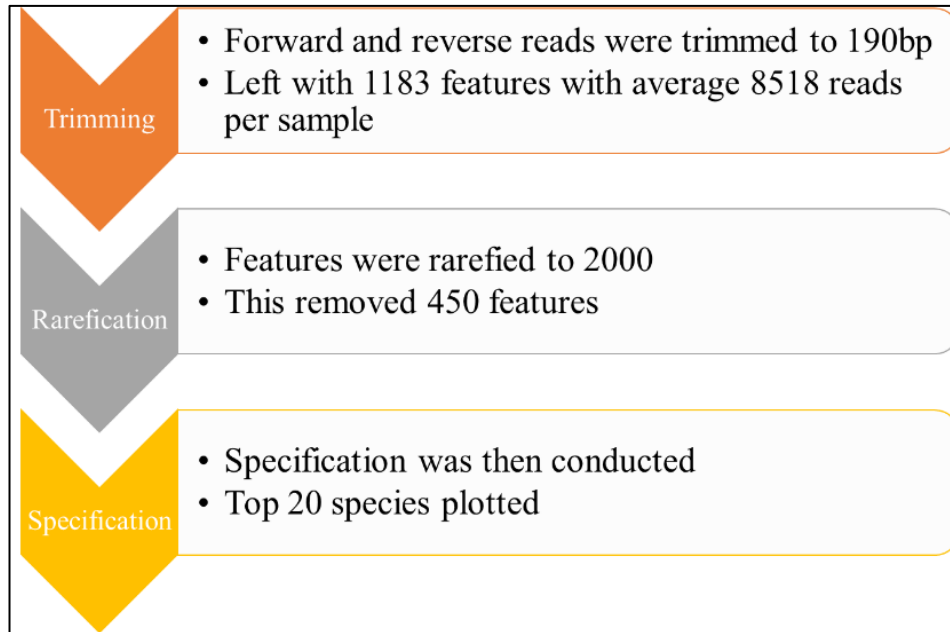 Trimming
• Forward and reverse reads were trimmed to 190bp
• Left with 1183 features with average 8518 reads
per sample
Rarefication
• Features were rarefied to 2000
• This removed 450 features
Specification
• Specification was then conducted
• Top 20 species plotted